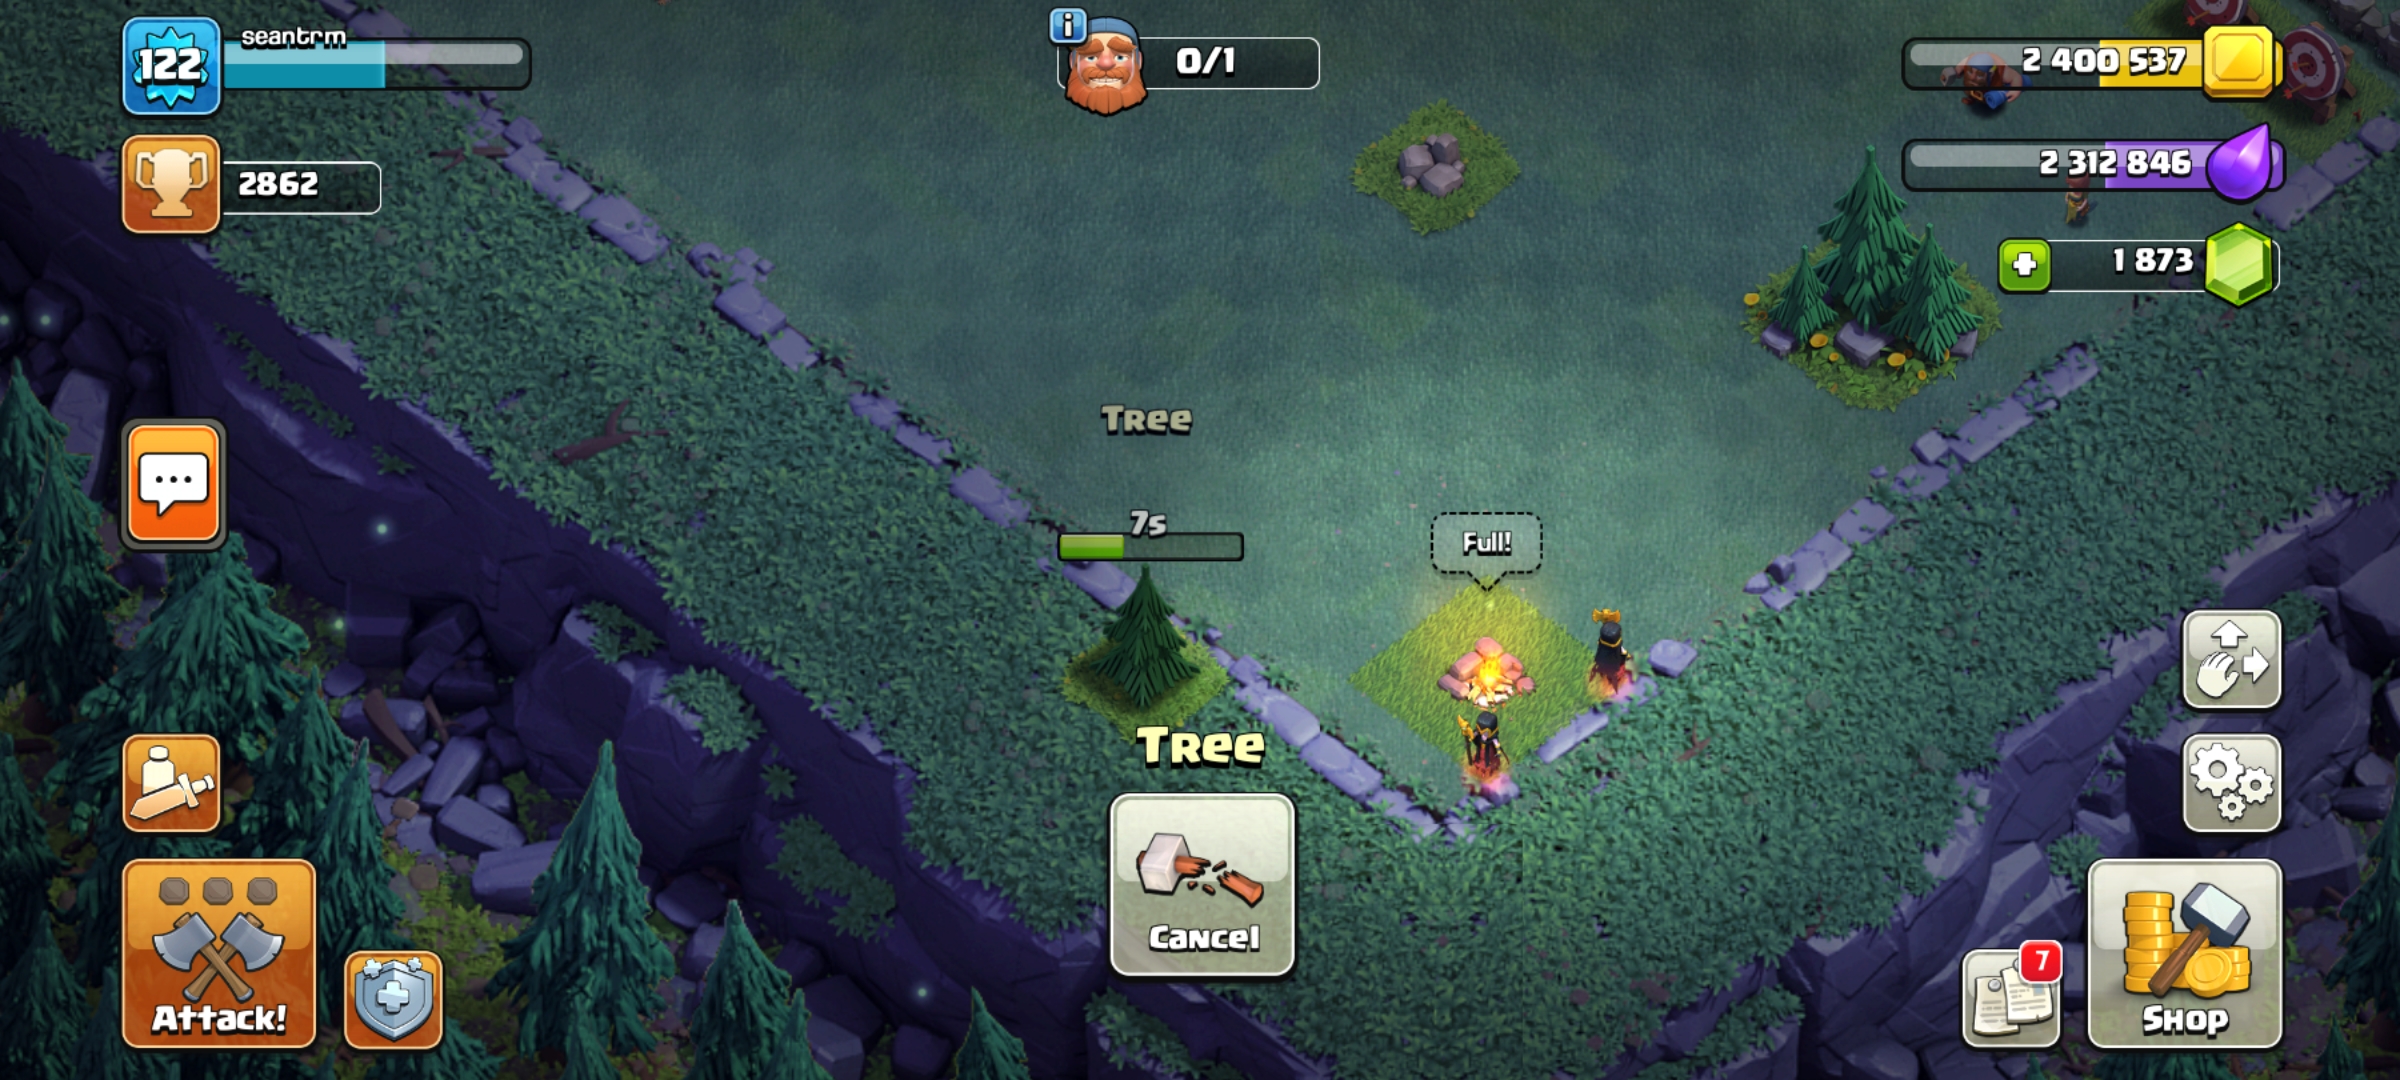 122
seantrm
0/1
2 400 537
2862
2 312 846
1 873
Tree
7s
Full!
Tree
Cancel
7
Attack!
Shop